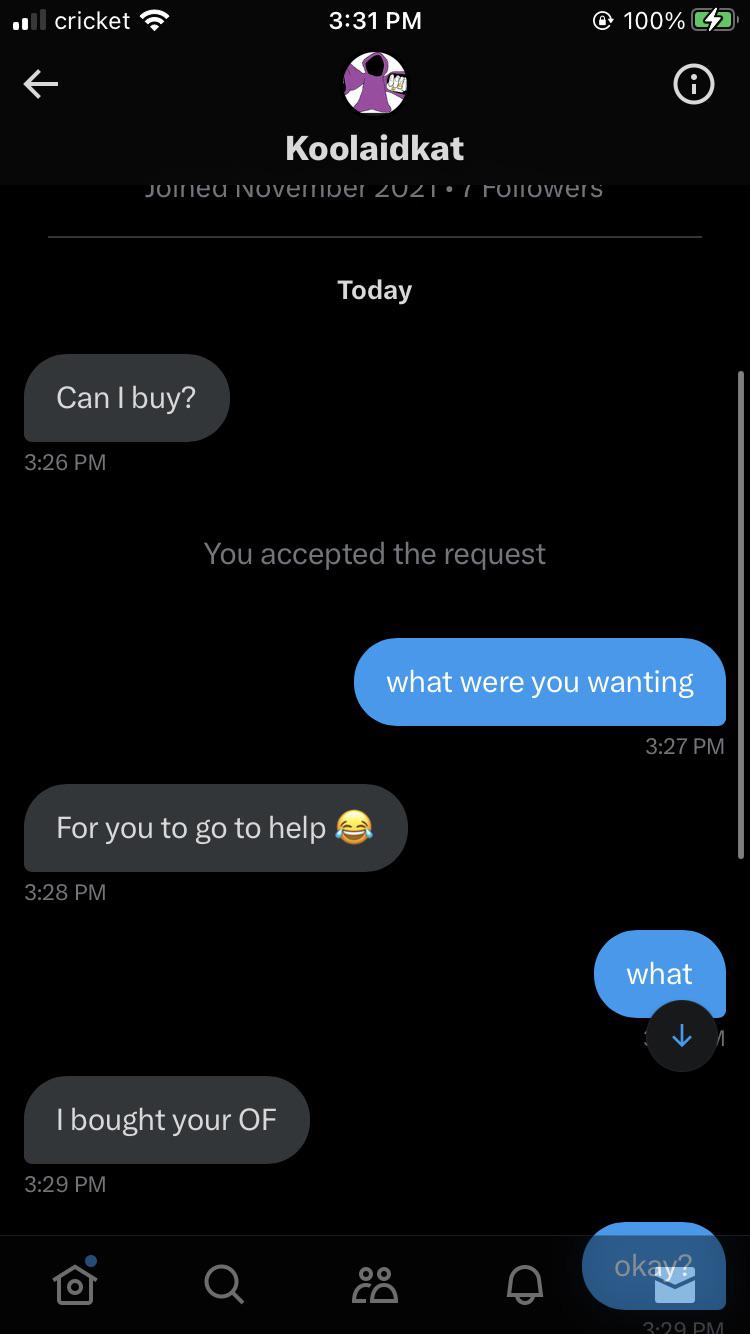 cricket 3:31 PM 100%
Koolaidkat
Joined November 2021 • 7 Followers
Today
Can I buy?
3:26 PM
You accepted the request
what were you wanting
3:27 PM
For you to go to help 😂
3:28 PM
what
I bought your OF
3:29 PM
okay?
3:29 PM